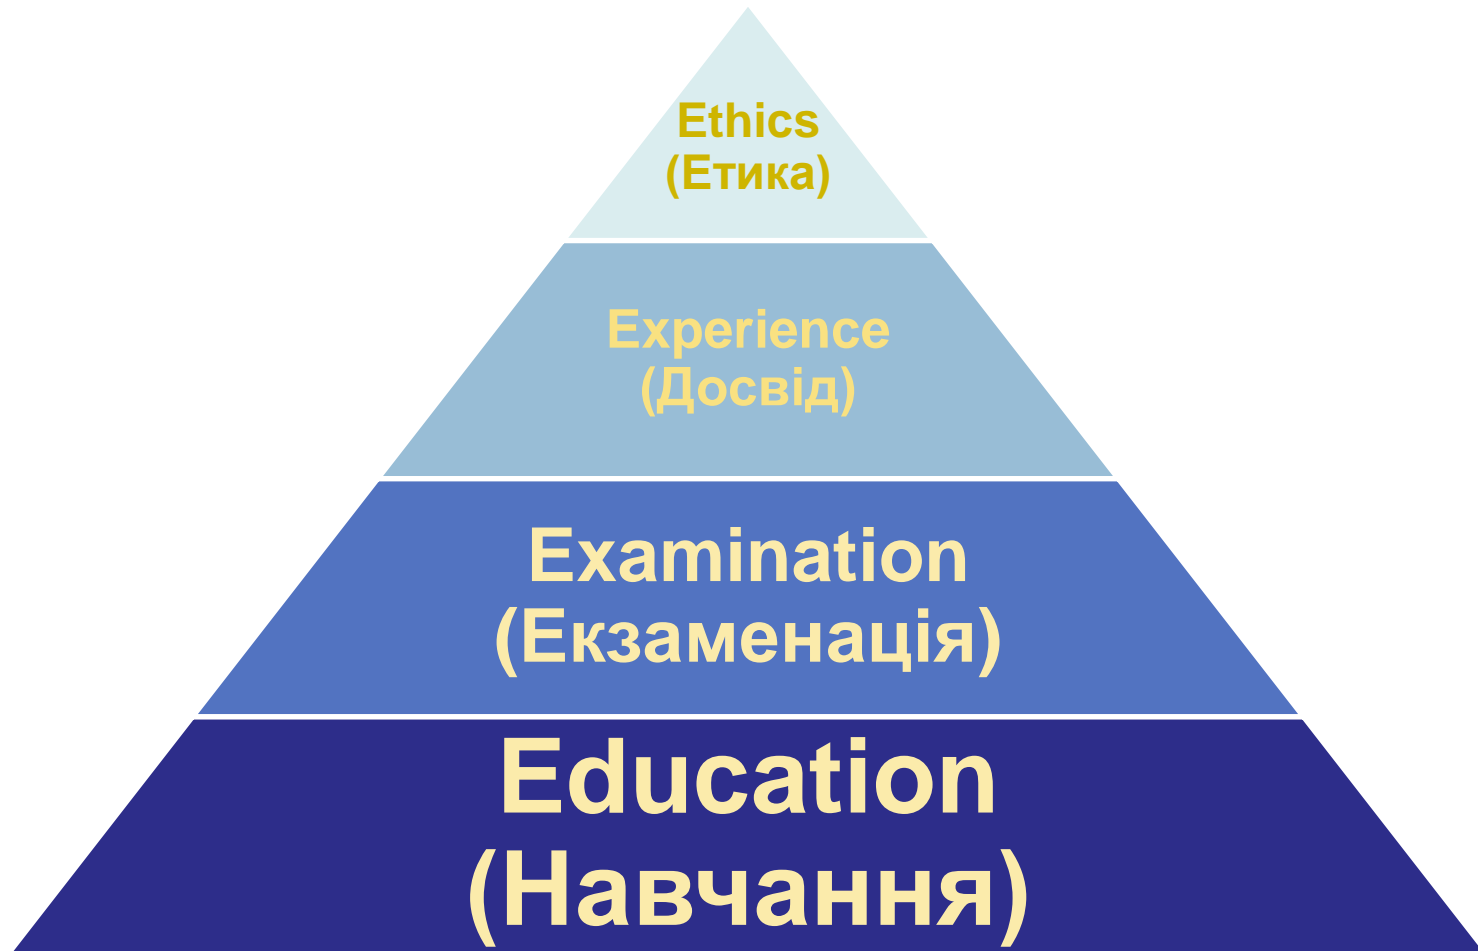 Ethics
(Етика)
Experience
(Досвід)
Examination
(Екзаменація)
Education
(Навчання)